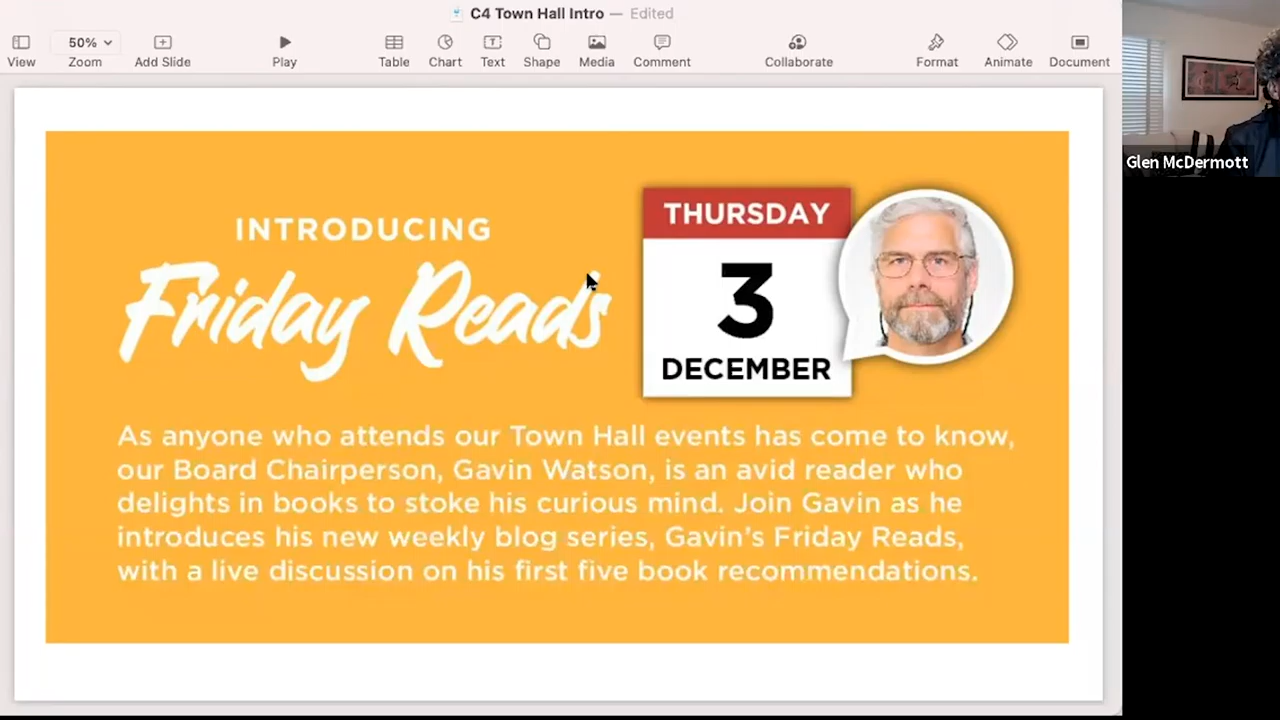 C4 Town Hall Intro — Edited
50%
View
Zoom
Add Slide
Play
Table
Chart
Text
Shape
Media
Comment
Collaborate
Format
Animate
Document
INTRODUCING
Friday Reads
THURSDAY
3
DECEMBER
As anyone who attends our Town Hall events has come to know,
our Board Chairperson, Gavin Watson, is an avid reader who
delights in books to stoke his curious mind. Join Gavin as he
introduces his new weekly blog series, Gavin's Friday Reads,
with a live discussion on his first five book recommendations.
Glen McDermott